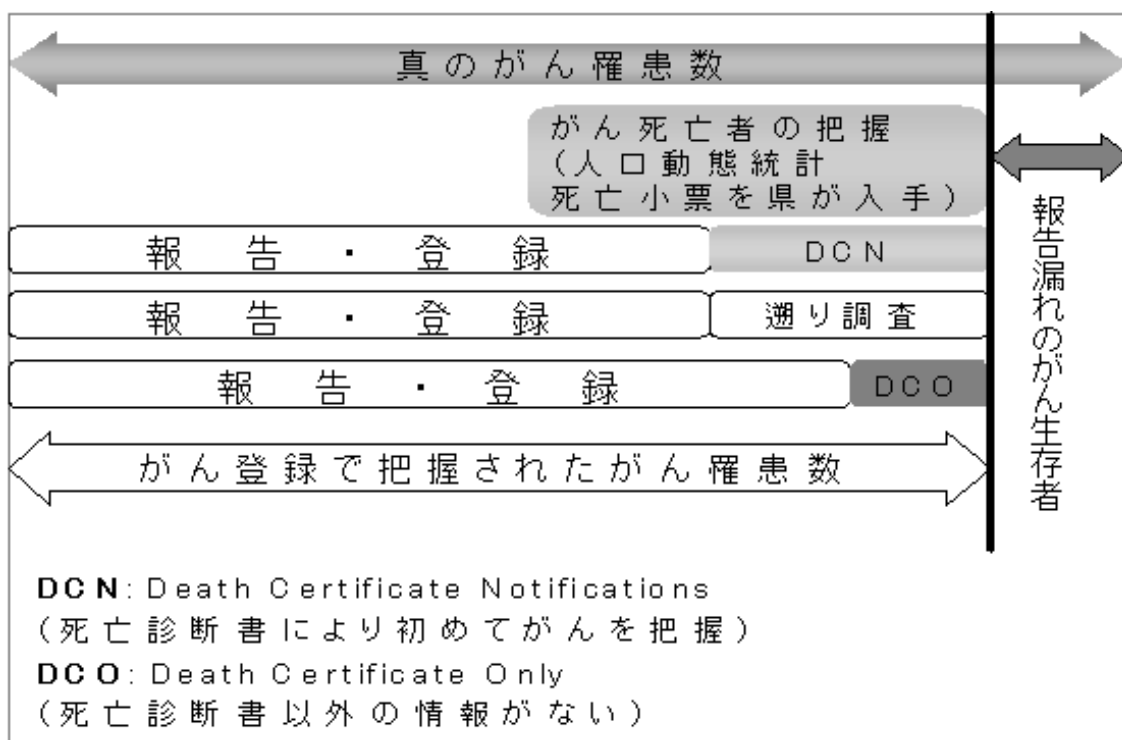 真のがん罹患数
がん死亡者の把握
(人口動態統計
死亡小票を県が入手)
報告・登録
DCN
報告・登録
遡り調査
報告・登録
DCO
がん登録で把握されたがん罹患数
報告漏れのがん生存者
DCN: Death Certificate Notifications
(死亡診断書により初めてがんを把握)
DCO: Death Certificate Only
(死亡診断書以外の情報がない)